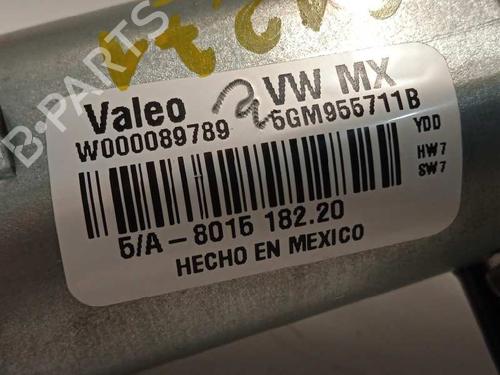 B-PARTS
Valeo
VW MX
W000089789
5GM955711B
YDD
HW7
SW7
5/A-8015 182.20
HECHO EN MEXICO